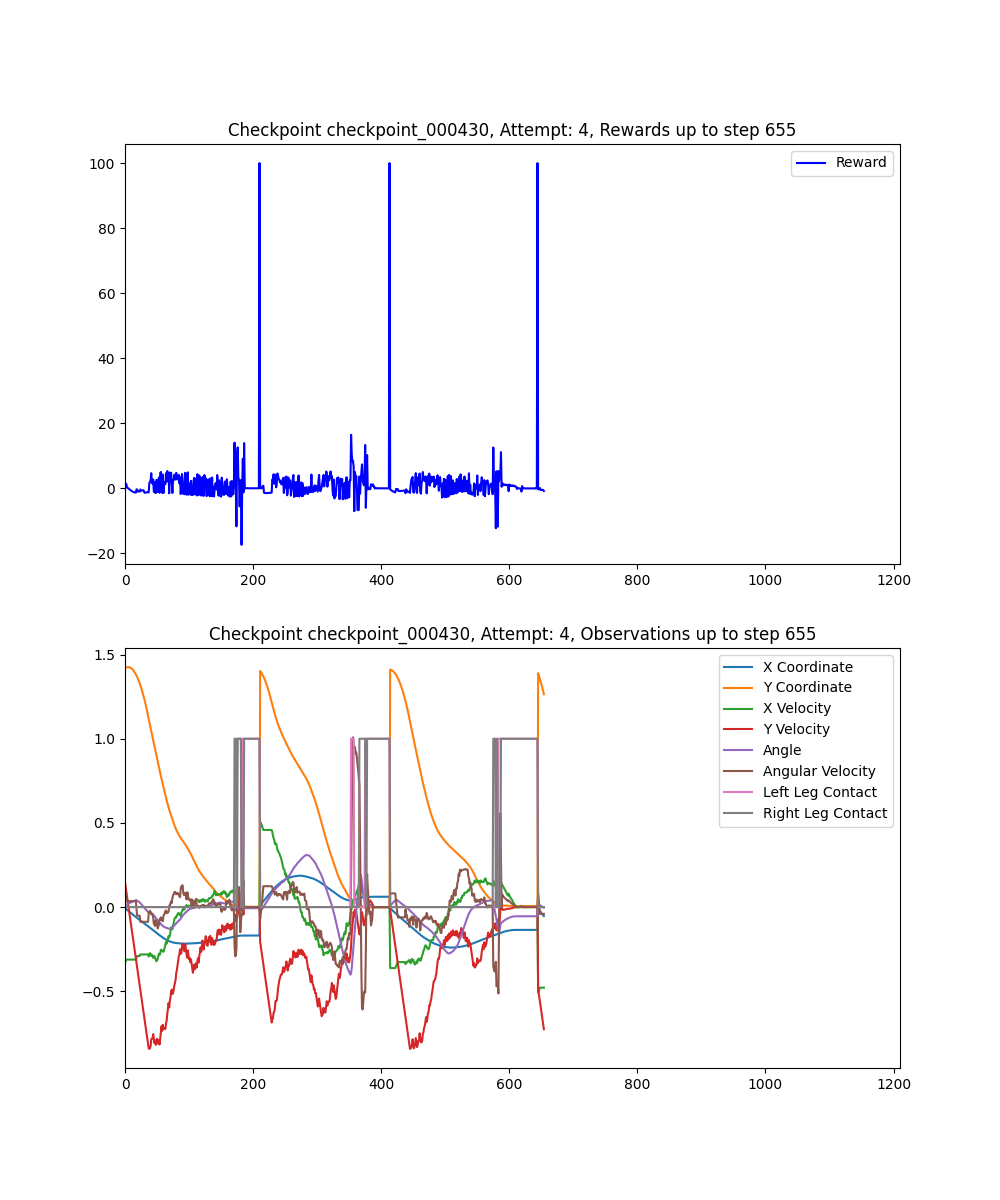 Checkpoint checkpoint_000430, Attempt: 4, Rewards up to step 655
100
80
60
40
20
0
−20
Reward
0 200 400 600 800 1000 1200
Checkpoint checkpoint_000430, Attempt: 4, Observations up to step 655
1.5
1.0
0.5
0.0
−0.5
X Coordinate
Y Coordinate
X Velocity
Y Velocity
Angle
Angular Velocity
Left Leg Contact
Right Leg Contact
0 200 400 600 800 1000 1200